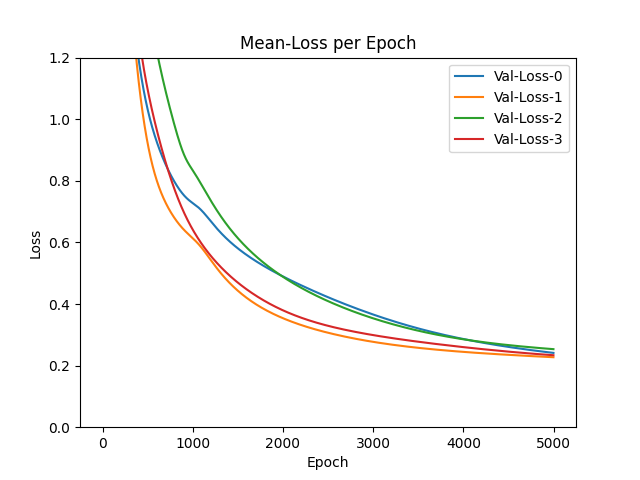 Mean-Loss per Epoch
1.2
1.0
0.8
0.6
0.4
0.2
0.0
Loss
Val-Loss-0
Val-Loss-1
Val-Loss-2
Val-Loss-3
0 1000 2000 3000 4000 5000
Epoch